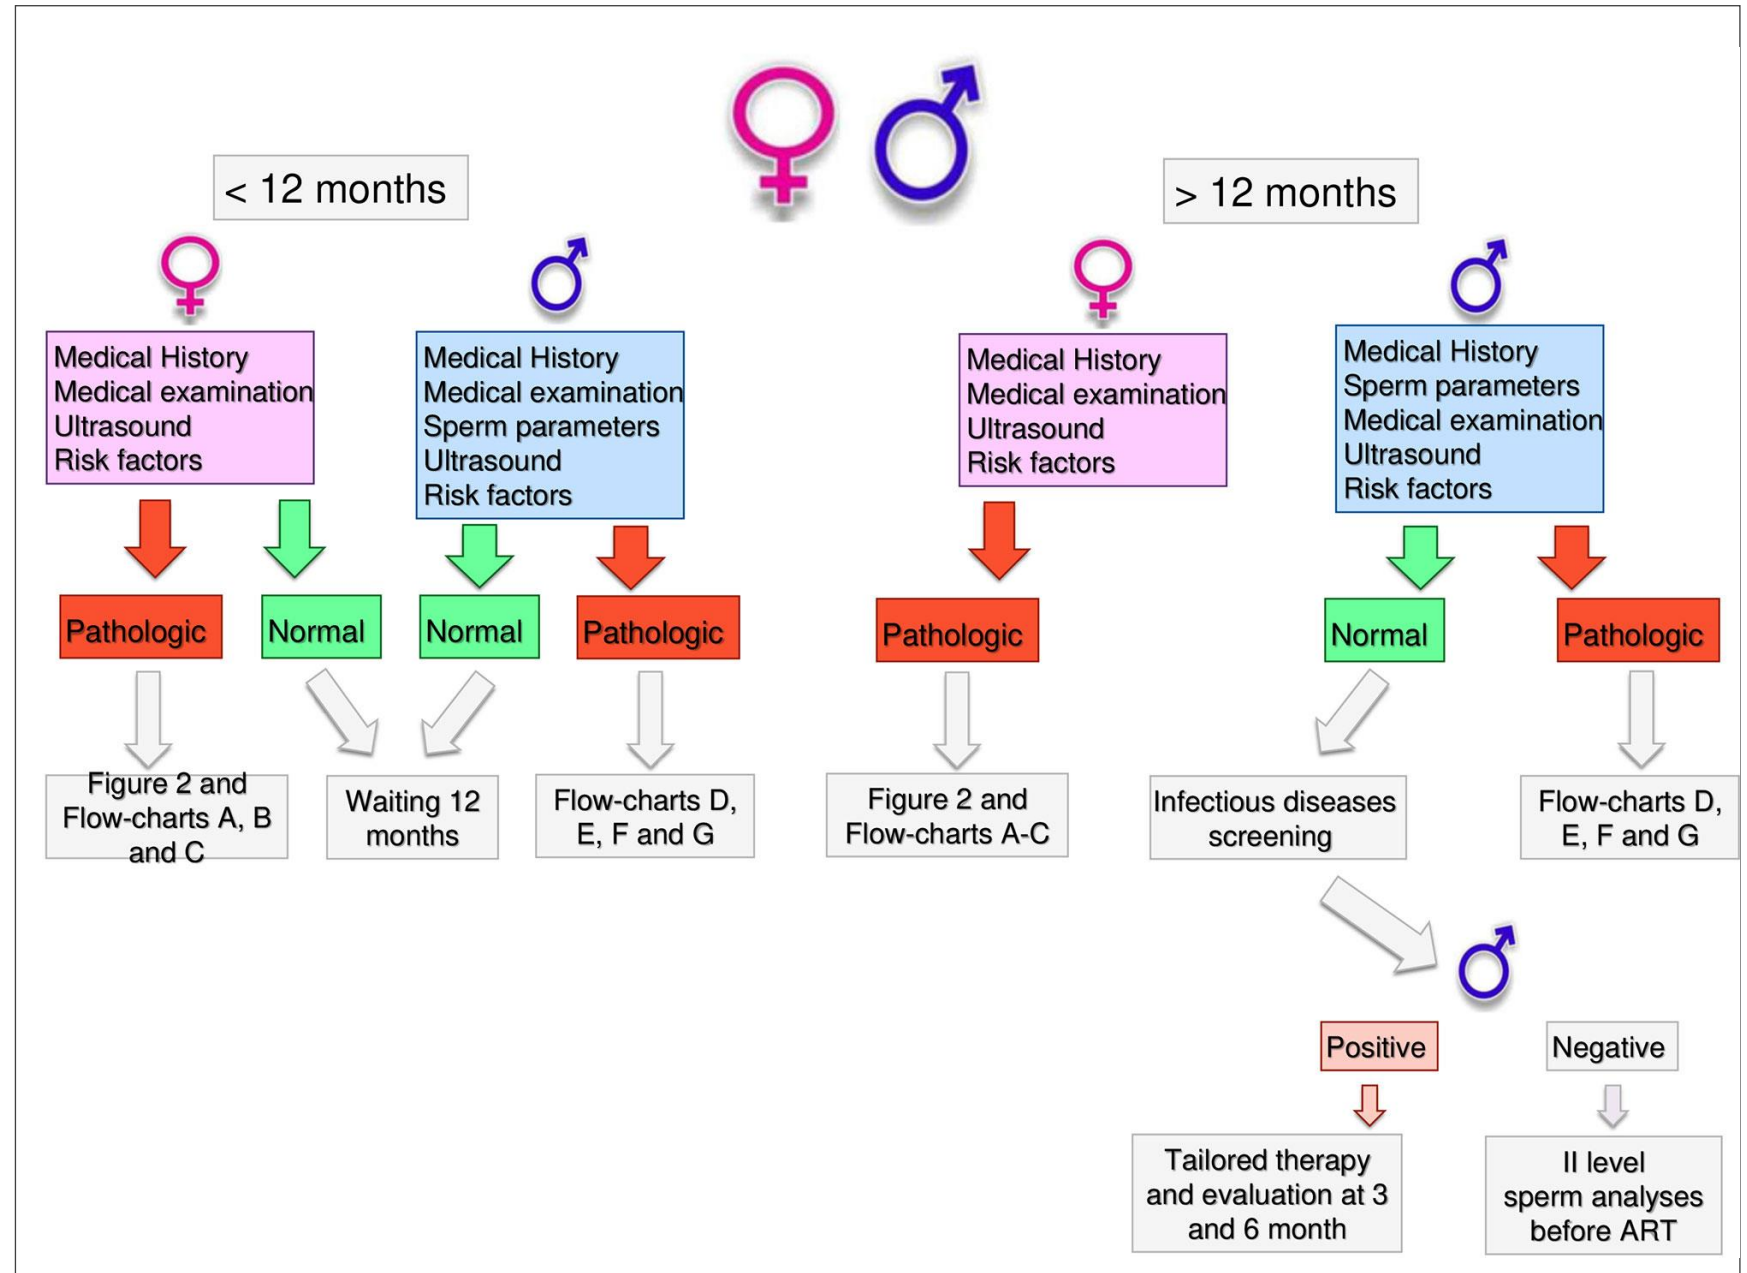 < 12 months
> 12 months
Medical History
Medical examination
Ultrasound
Risk factors
Medical History
Medical examination
Sperm parameters
Ultrasound
Risk factors
Medical History
Medical examination
Ultrasound
Risk factors
Medical History
Sperm parameters
Medical examination
Ultrasound
Risk factors
Pathologic
Normal
Normal
Pathologic
Pathologic
Normal
Pathologic
Figure 2 and
Flow-charts A, B
and C
Waiting 12
months
Flow-charts D,
E, F and G
Figure 2 and
Flow-charts A-C
Infectious diseases
screening
Flow-charts D,
E, F and G
Positive
Negative
Tailored therapy
and evaluation at 3
and 6 month
II level
sperm analyses
before ART